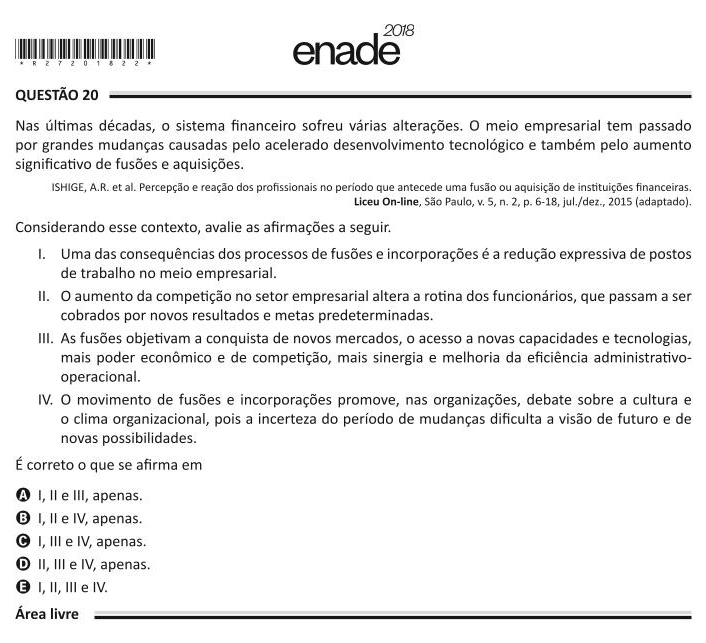 2018
enade
*R27201822*
QUESTÃO 20
Nas últimas décadas, o sistema financeiro sofreu várias alterações. O meio empresarial tem passado
por grandes mudanças causadas pelo acelerado desenvolvimento tecnológico e também pelo aumento
significativo de fusões e aquisições.
ISHIGE, A.R. et al. Percepção e reação dos profissionais no período que antecede uma fusão ou aquisição de instituições financeiras.
Liceu On-line, São Paulo, v. 5, n. 2, p. 6-18, jul./dez., 2015 (adaptado).
Considerando esse contexto, avalie as afirmações a seguir.
I. Uma das consequências dos processos de fusões e incorporações é a redução expressiva de postos
de trabalho no meio empresarial.
II. O aumento da competição no setor empresarial altera a rotina dos funcionários, que passam a ser
cobrados por novos resultados e metas predeterminadas.
III. As fusões objetivam a conquista de novos mercados, o acesso a novas capacidades e tecnologias,
mais poder econômico e de competição, mais sinergia e melhoria da eficiência administrativo-
operacional.
IV. O movimento de fusões e incorporações promove, nas organizações, debate sobre a cultura e
o clima organizacional, pois a incerteza do período de mudanças dificulta a visão de futuro e de
novas possibilidades.
É correto o que se afirma em
A I, II e III, apenas.
B I, II e IV, apenas.
C I, III e IV, apenas.
D II, III e IV, apenas.
E I, II, III e IV.
Área livre